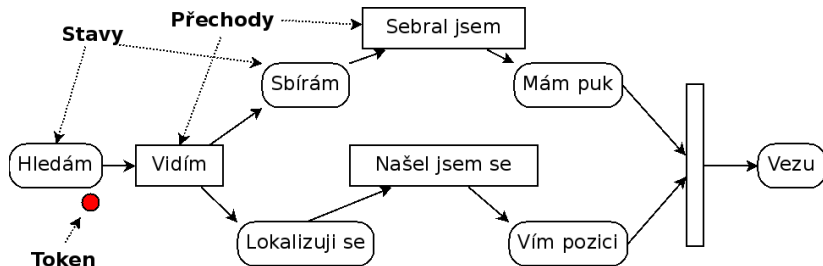 Přechody
Sebral jsem
Stavy
Sbírám
Mám puk
Hledám
Vidím
Našel jsem se
Vezu
Lokalizuji se
Vím pozici
Token